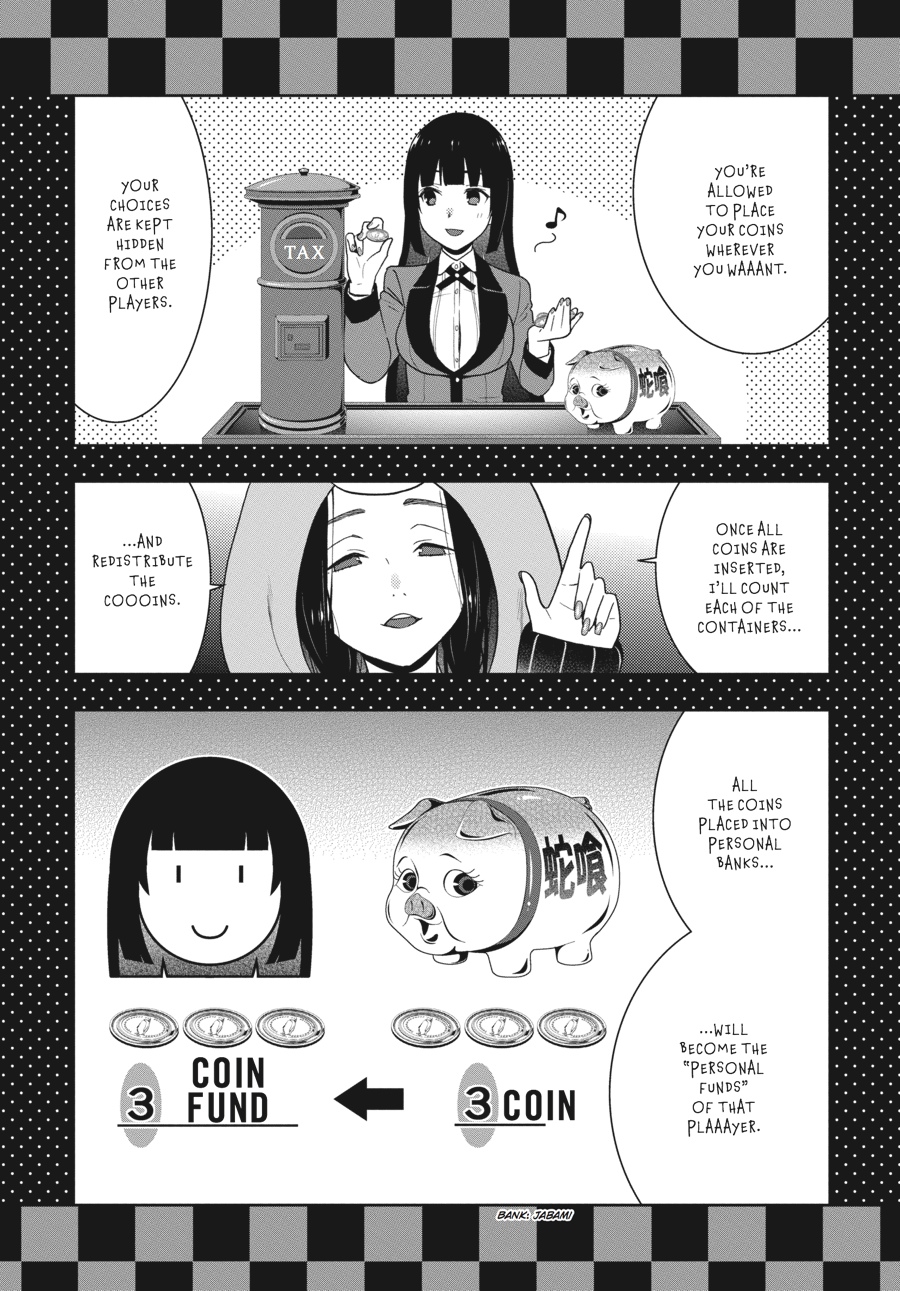 YOU'RE
ALLOWED
TO PLACE
YOUR COINS
WHEREVER
YOU WAAANT.
YOUR
CHOICES
ARE KEPT
HIDDEN
FROM THE
OTHER
PLAYERS.
TAX
蛇喰
ONCE ALL
COINS ARE
INSERTED,
I'LL COUNT
EACH OF THE
CONTAINERS...
...AND
REDISTRIBUTE
THE
COOOINS.
ALL
THE COINS
PLACED INTO
PERSONAL
BANKS...
蛇喰
...WILL
BECOME THE
"PERSONAL
FUNDS"
OF THAT
PLAAAYER.
3 COIN
3 COIN
FUND
BANK: JABAMI